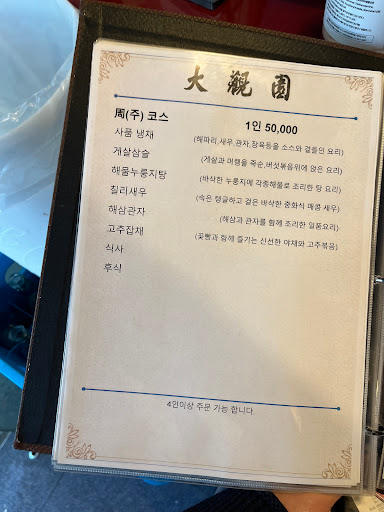 大觀園
周(주) 코스 1인 50,000
사품 냉채 (해파리,새우,관자,장육등을 소스와 곁들인 요리)
게살삼슬 (게살과 야챙을 죽순,버섯볶음위에 얹은 요리)
해물누룽지탕 (바삭한 누룽지에 각종해물로 조리한 탕 요리)
칠리새우 (속은 탱글하고 겉은 바삭한 중화식 매콤 새우)
해삼관자 (해삼과 관자를 함께 조리한 일품요리)
고추잡채 (꽃빵과 함께 즐기는 신선한 야채와 고추볶음)
식사
후식
4인이상 주문 가능 합니다.